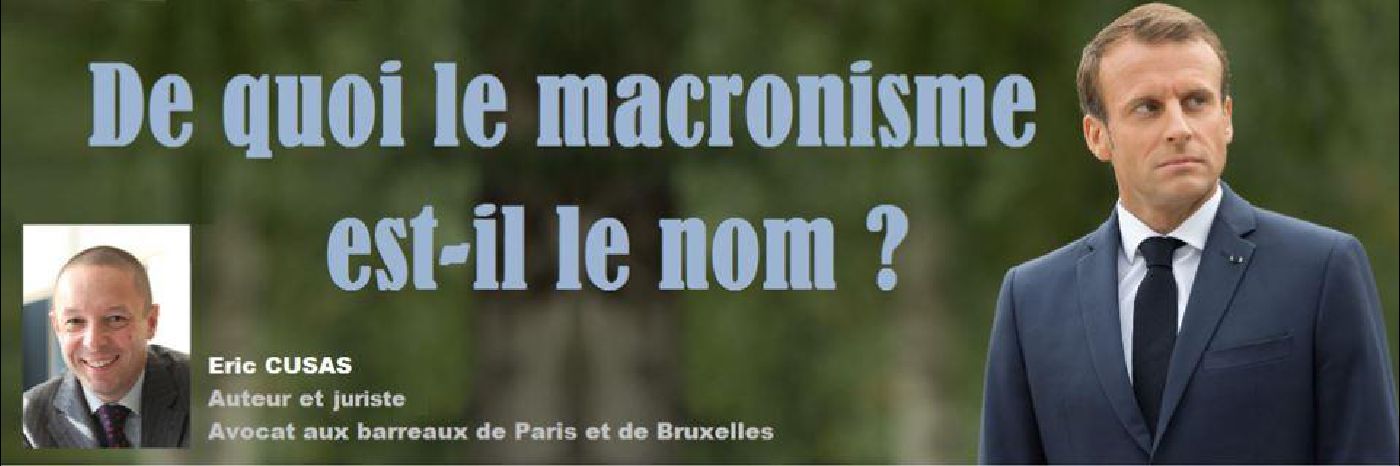 De quoi le macronisme
est-il le nom ?
Eric CUSAS
Auteur et juriste
Avocat aux barreaux de Paris et de Bruxelles